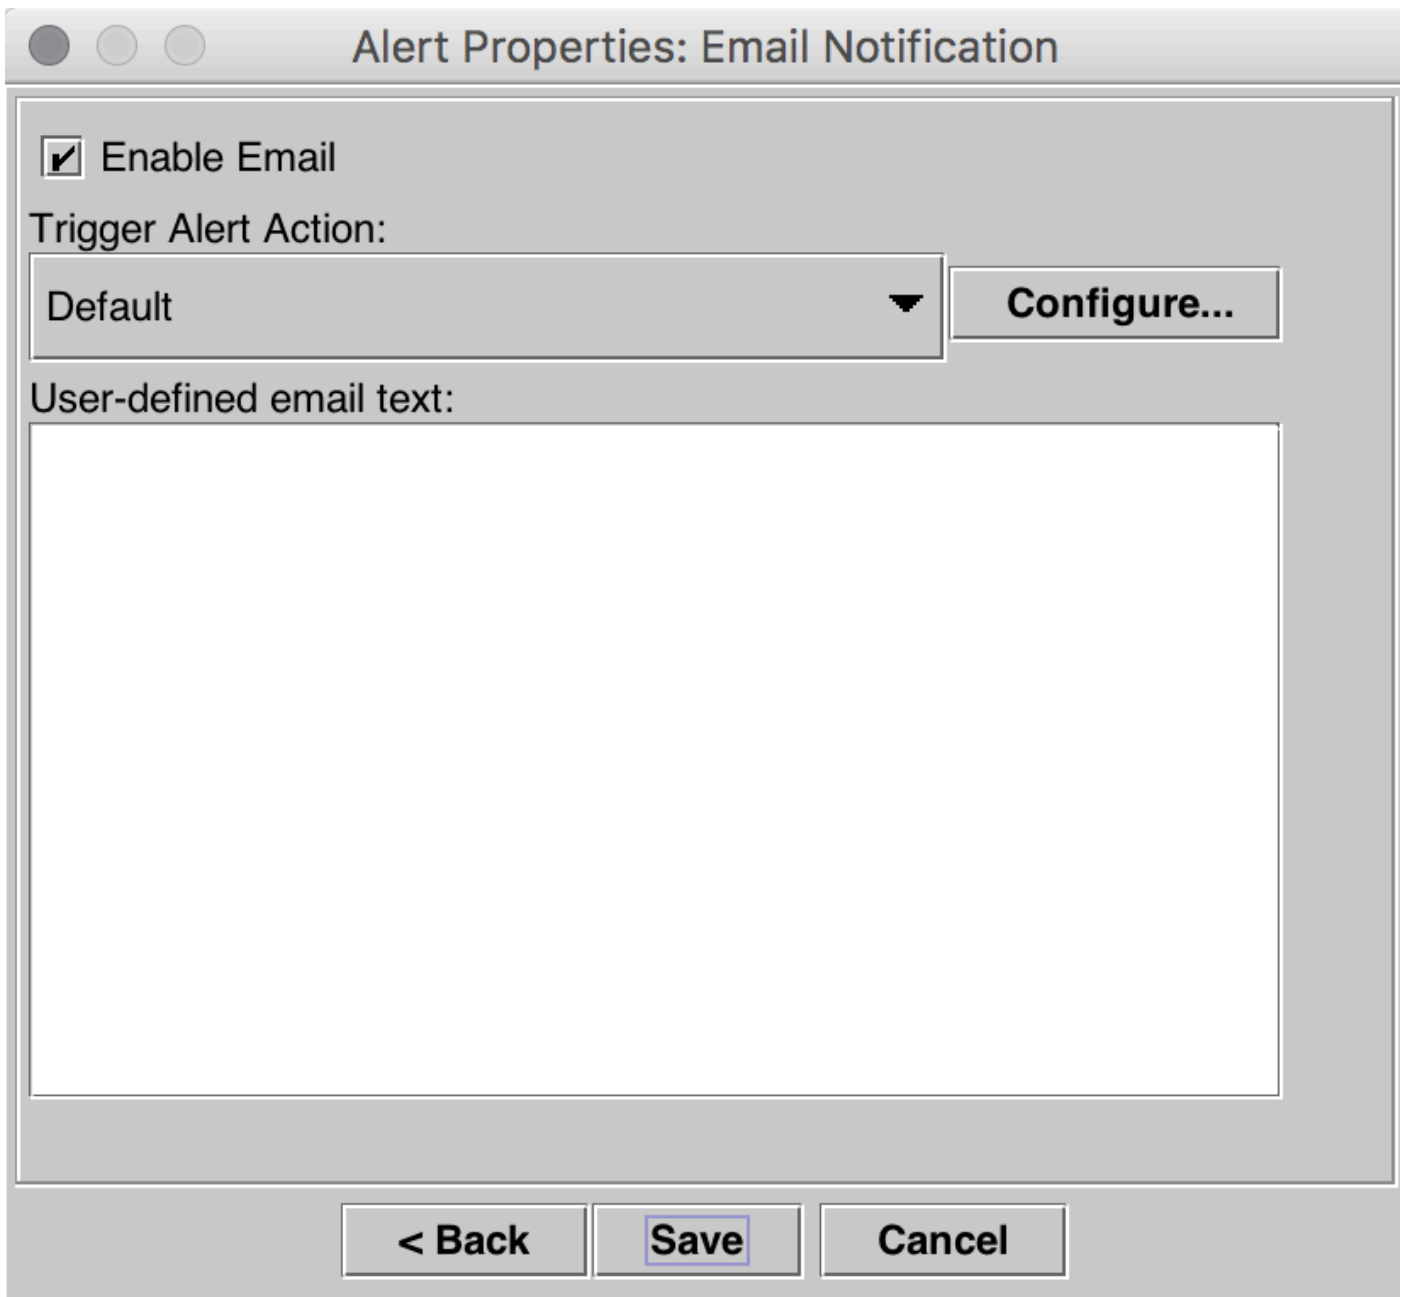 Alert Properties: Email Notification
Enable Email
Trigger Alert Action:
Default
Configure...
User-defined email text:
< Back Save Cancel